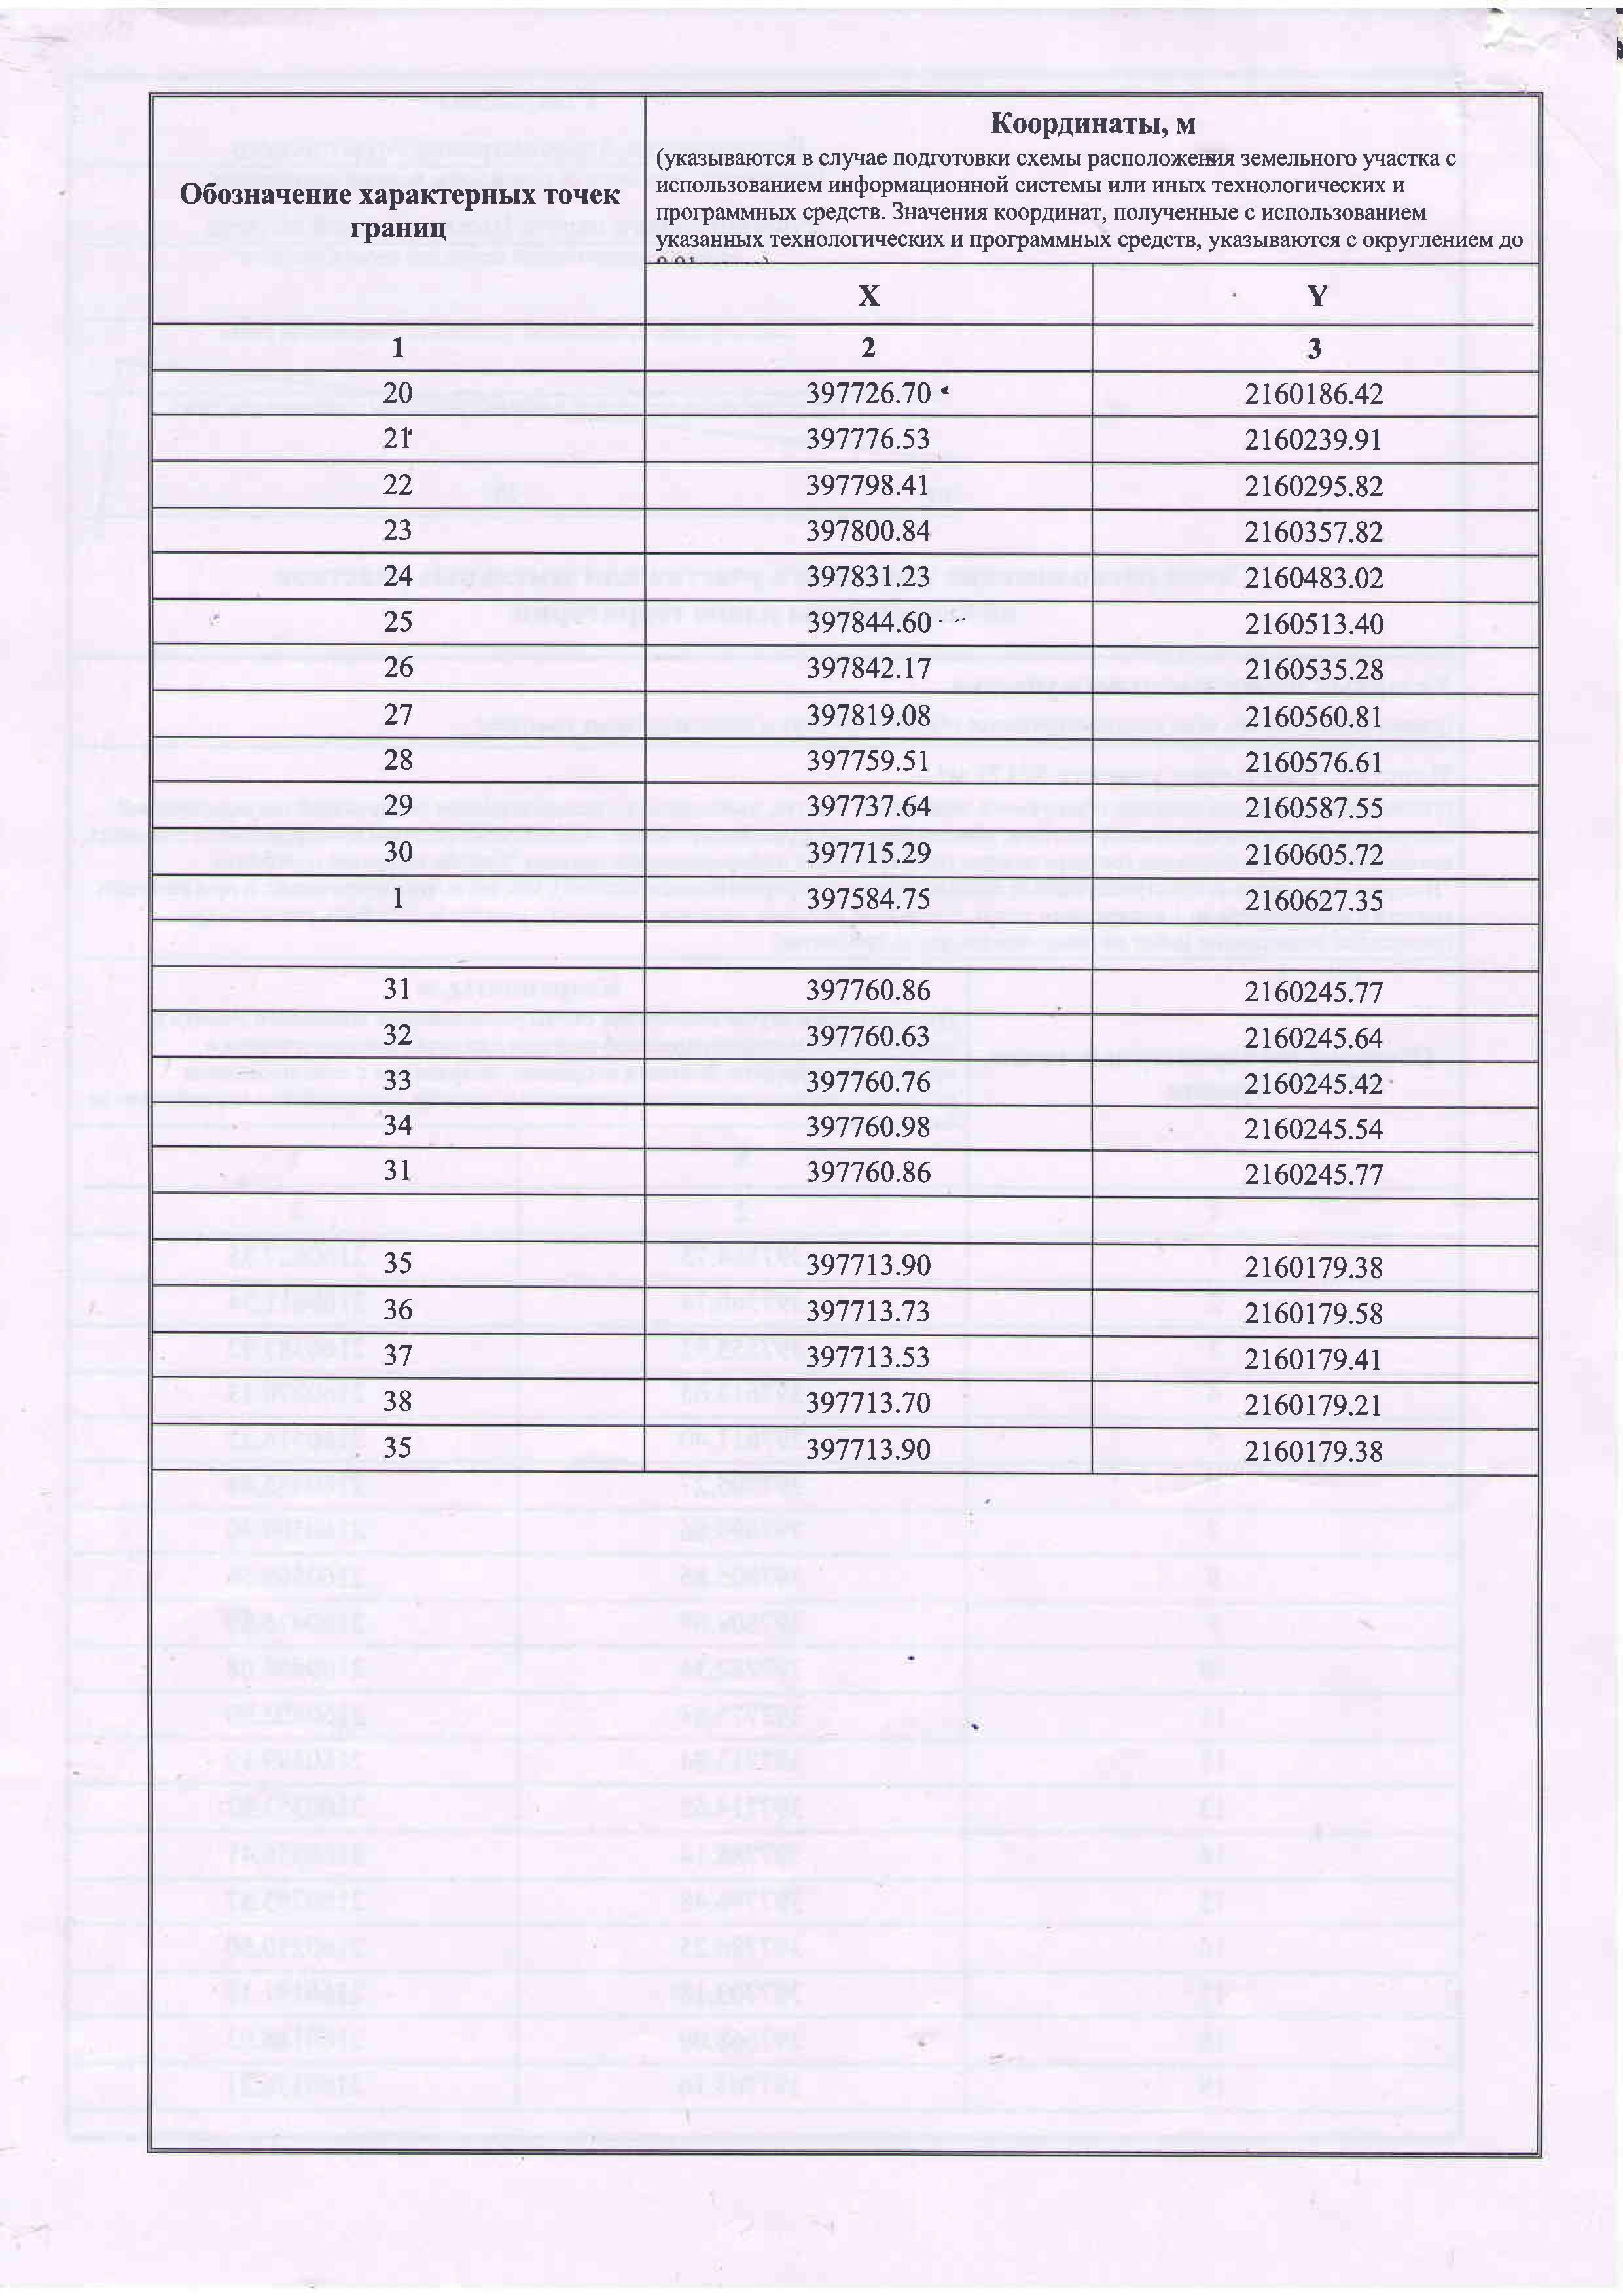 Обозначение характерных точек
границ
Координаты, м
(указываются в случае подготовки схемы расположения земельного участка с
использованием информационной системы или иных технологических и
программных средств. Значения координат, полученные с использованием
указанных технологических и программных средств, указываются с округлением до
X Y
1 2 3
20 397726.70 2160186.42
21 397776.53 2160239.91
22 397798.41 2160295.82
23 397800.84 2160357.82
24 397831.23 2160483.02
25 397844.60 2160513.40
26 397842.17 2160535.28
27 397819.08 2160560.81
28 397759.51 2160576.61
29 397737.64 2160587.55
30 397715.29 2160605.72
1 397584.75 2160627.35
31 397760.86 2160245.77
32 397760.63 2160245.64
33 397760.76 2160245.42
34 397760.98 2160245.54
31 397760.86 2160245.77
35 397713.90 2160179.38
36 397713.73 2160179.58
37 397713.53 2160179.41
38 397713.70 2160179.21
35 397713.90 2160179.38